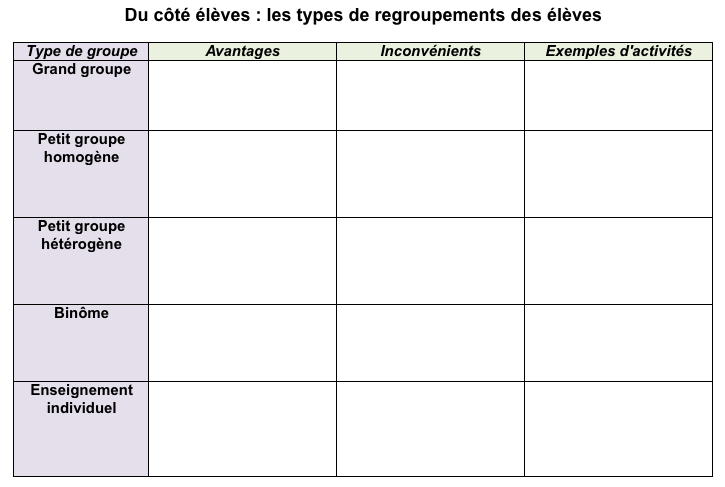 Du côté élèves : les types de regroupements des élèves
Type de groupe Avantages Inconvénients Exemples d'activités
Grand groupe
Petit groupe
homogène
Petit groupe
hétérogène
Binôme
Enseignement
individuel